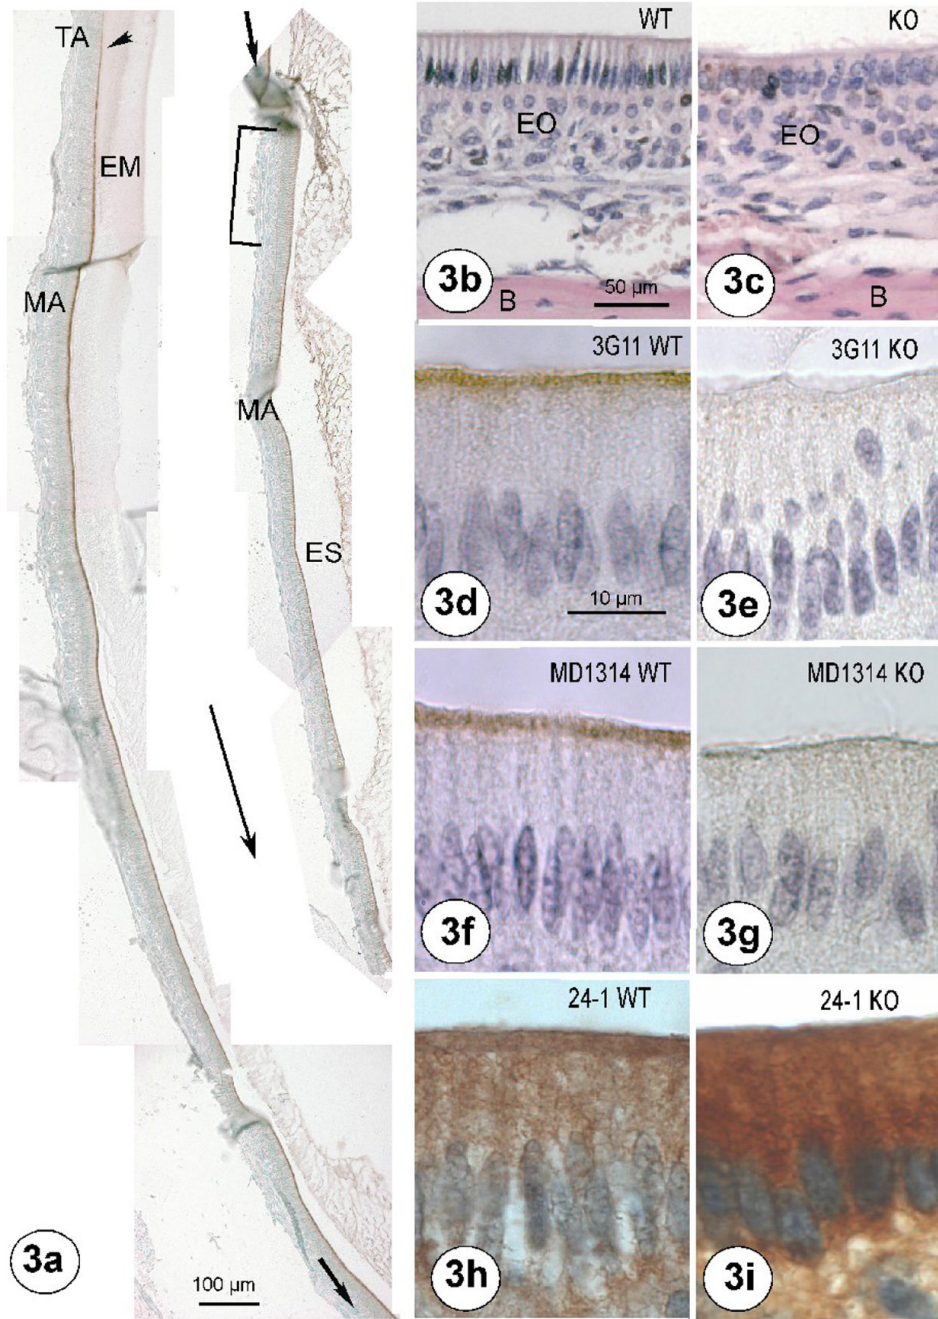 TA
EM
MA
MA
ES
3a
100 µm
WT
EO
3b
50 µm
B
KO
EO
3c
B
3G11 WT
3d
10 µm
3G11 KO
3e
MD1314 WT
3f
MD1314 KO
3g
24-1 WT
3h
24-1 KO
3i